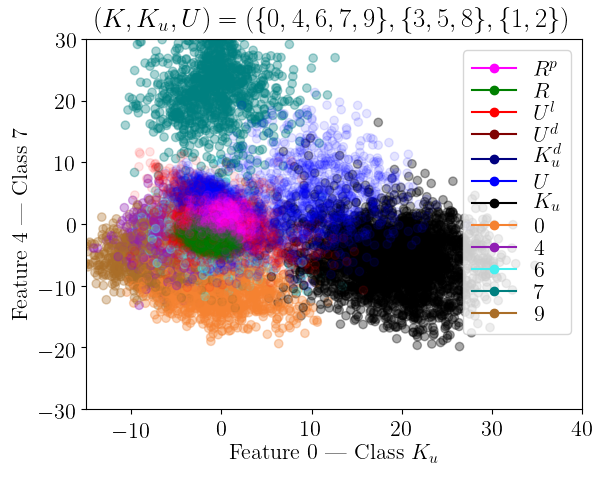 (K, K_u, U) = ({0, 4, 6, 7, 9}, {3, 5, 8}, {1, 2})
Feature 4 — Class 7
30
20
10
0
−10
−20
−30
−10 0 10 20 30 40
Feature 0 — Class K_u
R^p
R
U^l
U^d
K_u^d
U
K_u
0
4
6
7
9